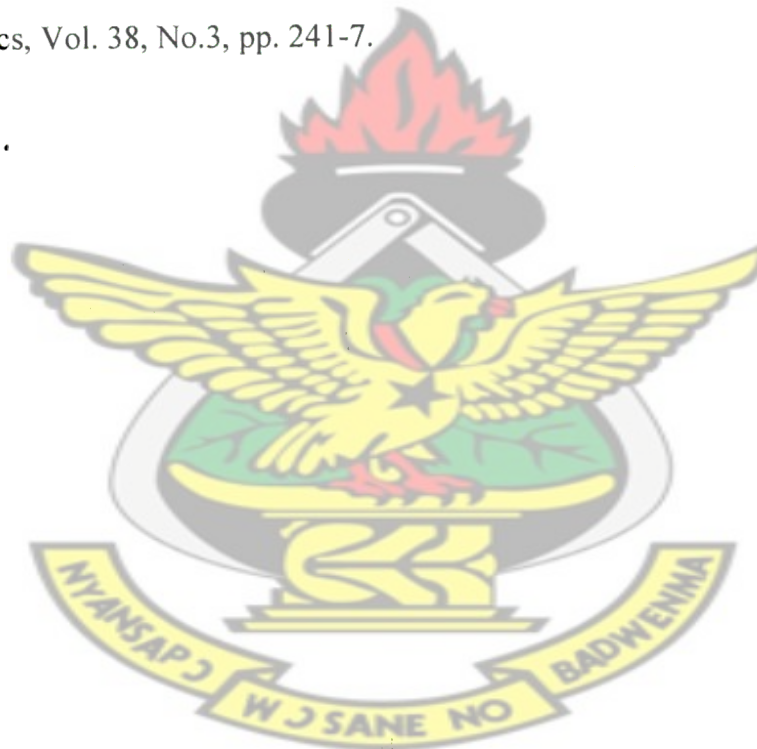 cs, Vol. 38, No.3, pp. 241-7.
NYANSAPƆ
WƆSANE NO
BADWENMA